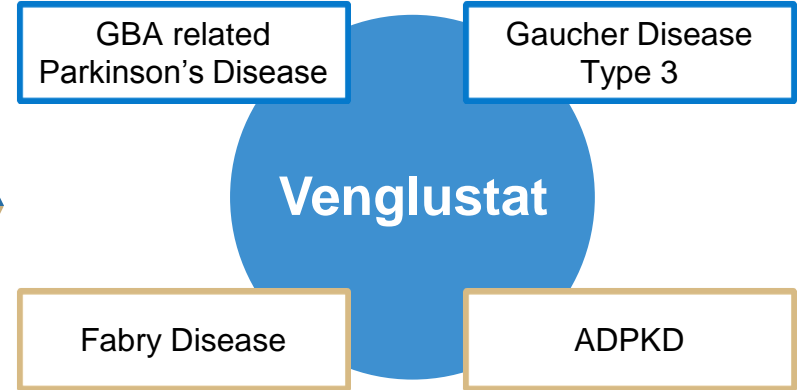 GBA related
Parkinson's Disease
Gaucher Disease
Type 3
Venglustat
Fabry Disease
ADPKD